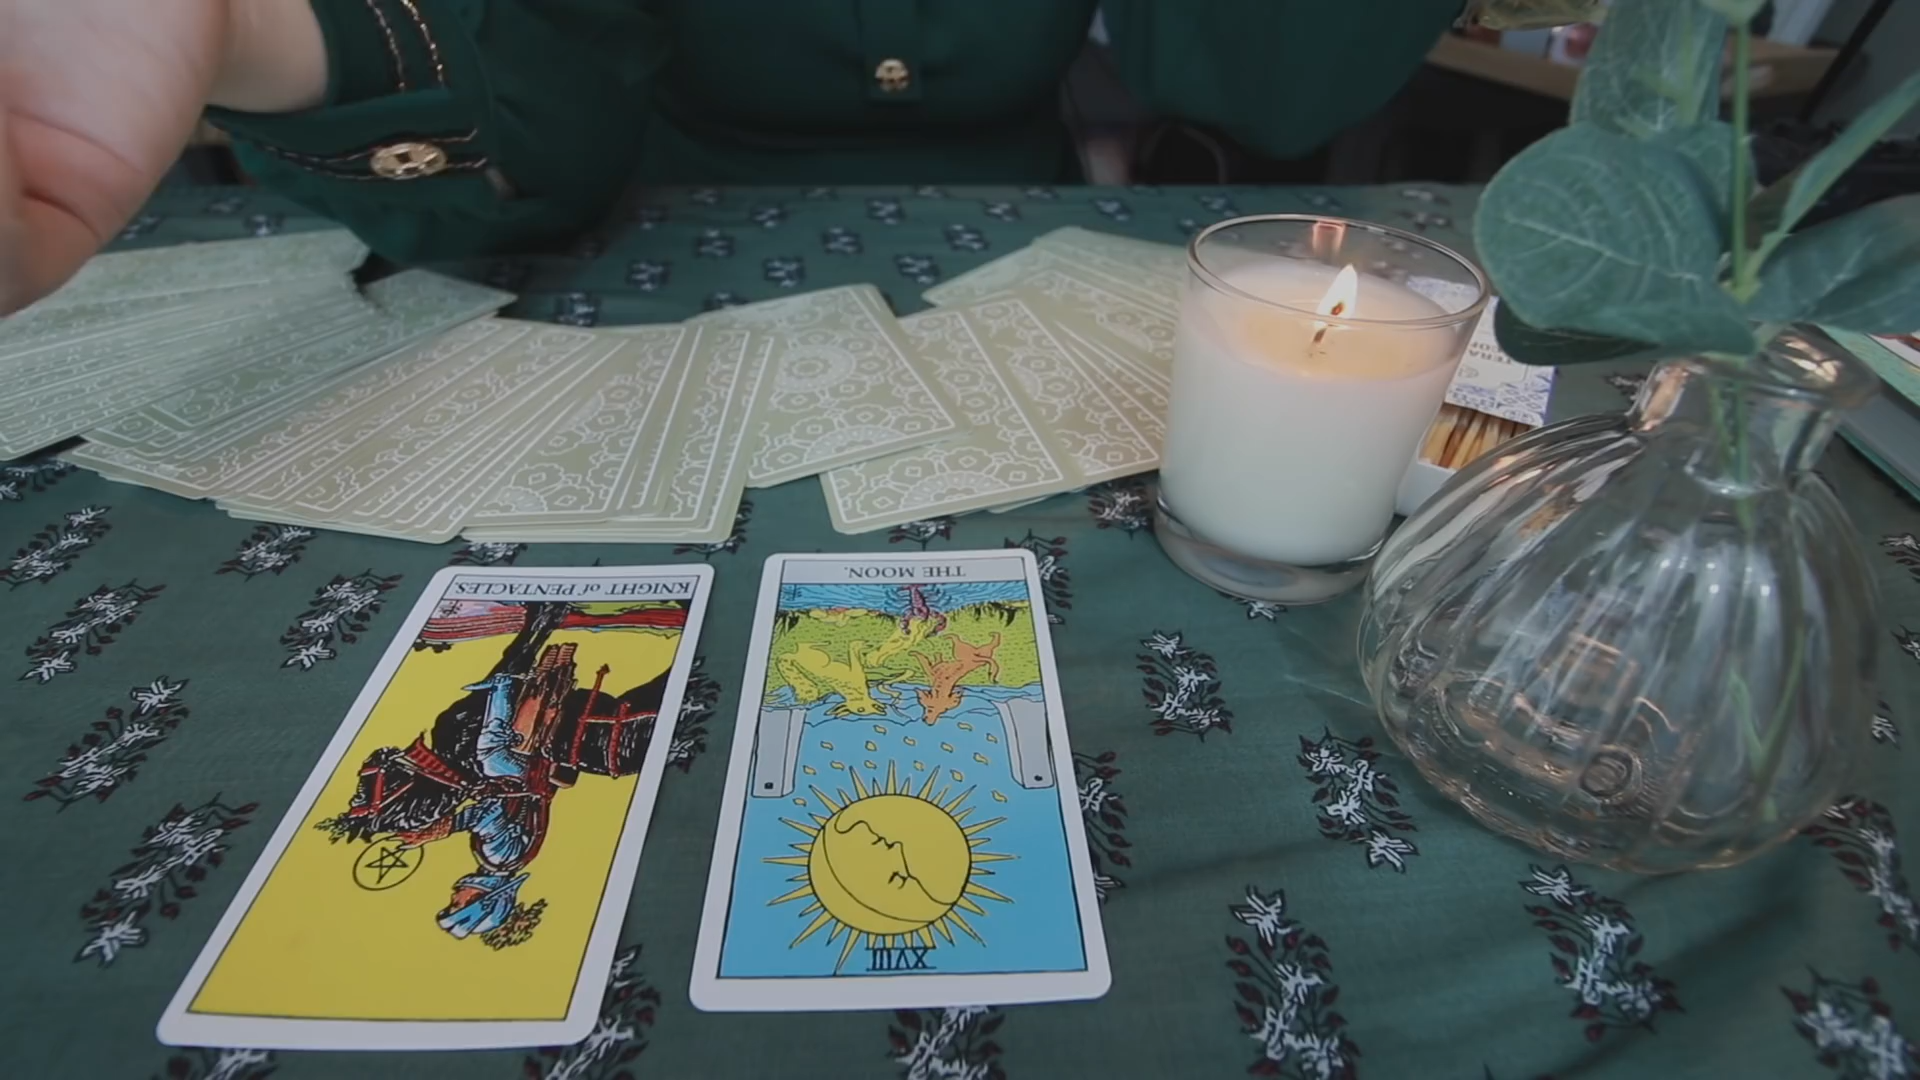 KNIGHT of PENTACLES.
THE MOON.
XVIII